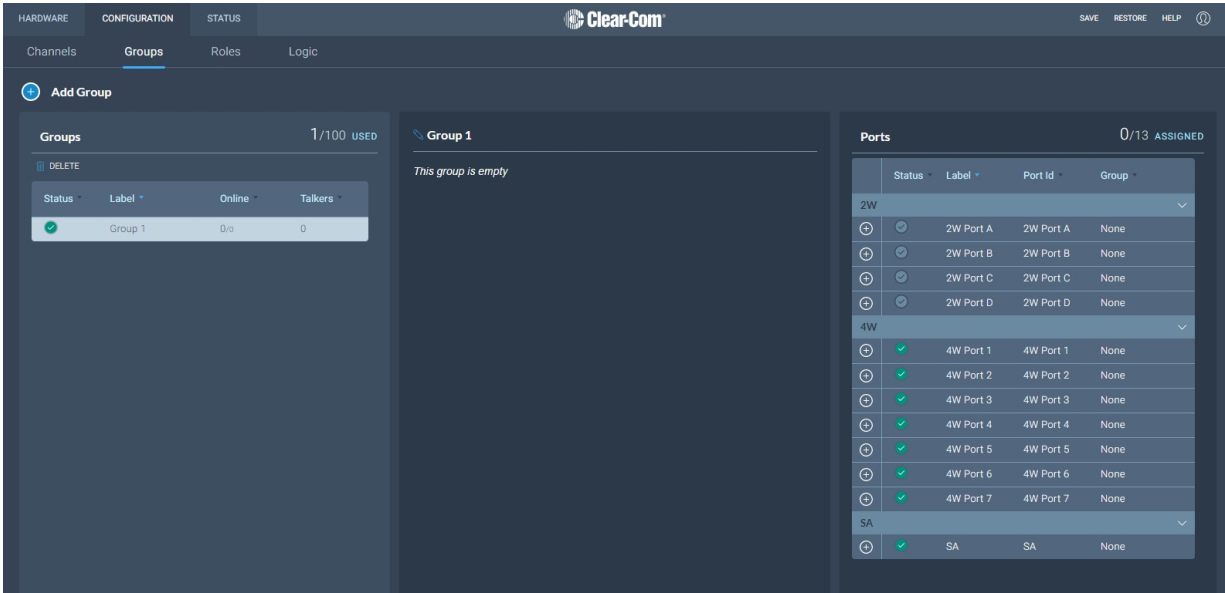 HARDWARE CONFIGURATION STATUS Clear-Com® SAVE RESTORE HELP
Channels Groups Roles Logic
Add Group
Groups 1/100 USED
DELETE
Status Label Online Talkers
Group 1 0/0 0
Group 1
This group is empty
Ports 0/13 ASSIGNED
Status Label Port Id Group
2W
2W Port A 2W Port A None
2W Port B 2W Port B None
2W Port C 2W Port C None
2W Port D 2W Port D None
4W
4W Port 1 4W Port 1 None
4W Port 2 4W Port 2 None
4W Port 3 4W Port 3 None
4W Port 4 4W Port 4 None
4W Port 5 4W Port 5 None
4W Port 6 4W Port 6 None
4W Port 7 4W Port 7 None
SA
SA SA None